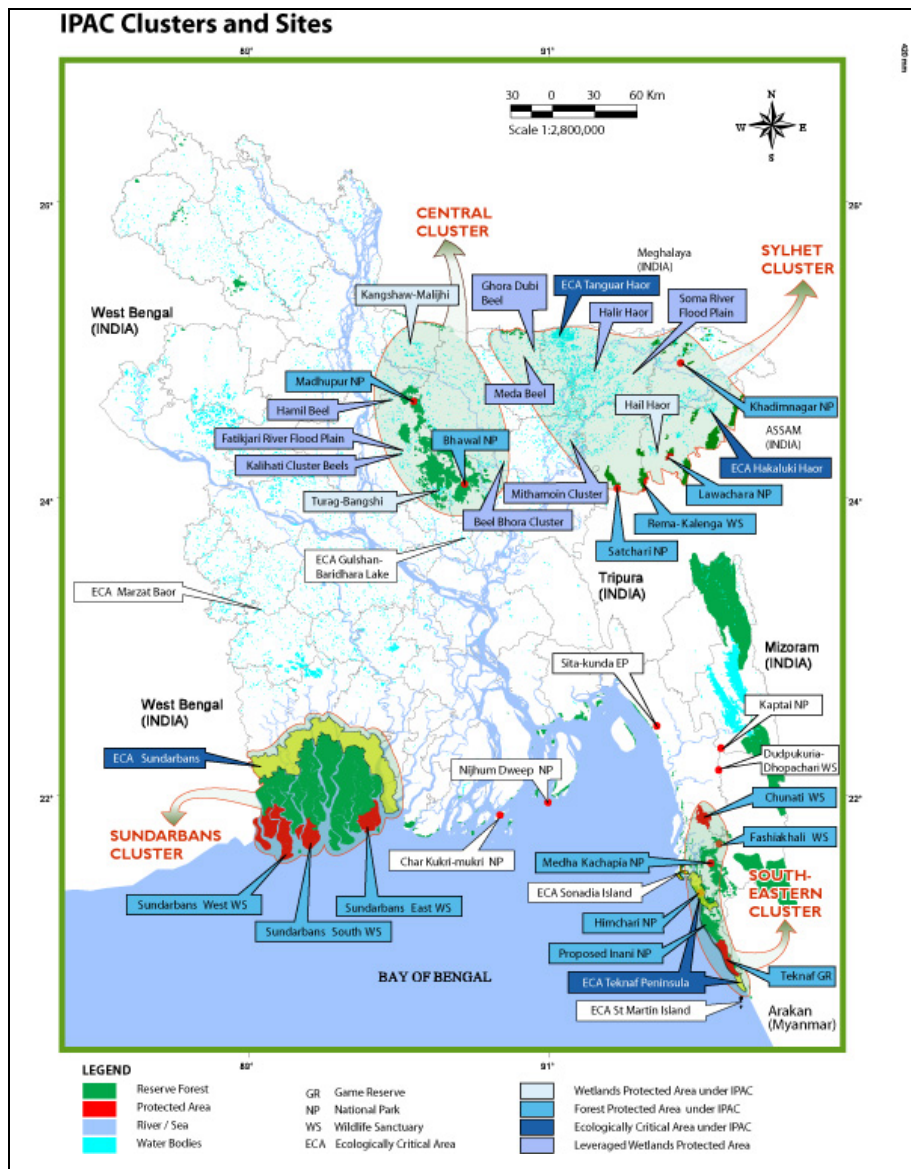 IPAC Clusters and Sites
420 mm
89
91
30 0 30 60 Km
Scale 1:2,800,000
N
W E
S
26
26
CENTRAL
CLUSTER
SYLHET
CLUSTER
Meghalaya
(INDIA)
Kangshaw-Malijhi
Ghora Dubi
Beel
ECA Tanguar Haor
Halir Haor
Soma River
Flood Plain
West Bengal
(INDIA)
Madhupur NP
Meda Beel
Khadimnagar NP
Hamil Beel
Hail Haor
ASSAM
(INDIA)
Fatikjari River Flood Plain
Bhawal NP
Kalihati Cluster Beels
ECA Hakaluki Haor
24
Turag-Bangshi
Mithamoin Cluster
Lawachara NP
24
Beel Bhora Cluster
Rema-Kalenga WS
Satchari NP
ECA Gulshan-
Baridhara Lake
ECA Marzat Baor
Tripura
(INDIA)
Mizoram
(INDIA)
Sita-kunda EP
West Bengal
(INDIA)
Kaptai NP
ECA Sundarbans
Dudpukuria-
Dhopachari WS
Nijhum Dweep NP
22
22
Chunati WS
SUNDARBANS
CLUSTER
Char Kukri-mukri NP
Fashiakhali WS
Medha Kachapia NP
SOUTH-
EASTERN
CLUSTER
ECA Sonadia Island
Sundarbans West WS
Sundarbans East WS
Sundarbans South WS
Himchari NP
Proposed Inani NP
BAY OF BENGAL
ECA Teknaf Peninsula
Teknaf GR
ECA St Martin Island
Arakan
(Myanmar)
89
91
LEGEND
Reserve Forest
Protected Area
River / Sea
Water Bodies
GR Game Reserve
NP National Park
WS Wildlife Sanctuary
ECA Ecologically Critical Area
Wetlands Protected Area under IPAC
Forest Protected Area under IPAC
Ecologically Critical Area under IPAC
Leveraged Wetlands Protected Area